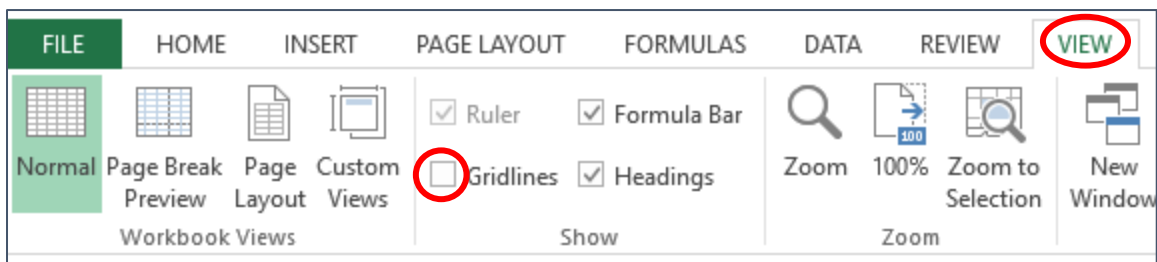 FILE HOME INSERT PAGE LAYOUT FORMULAS DATA REVIEW VIEW
Ruler Formula Bar
100
Normal Page Break Page Custom Gridlines Headings Zoom 100% Zoom to New
Preview Layout Views Selection Window
Workbook Views Show Zoom